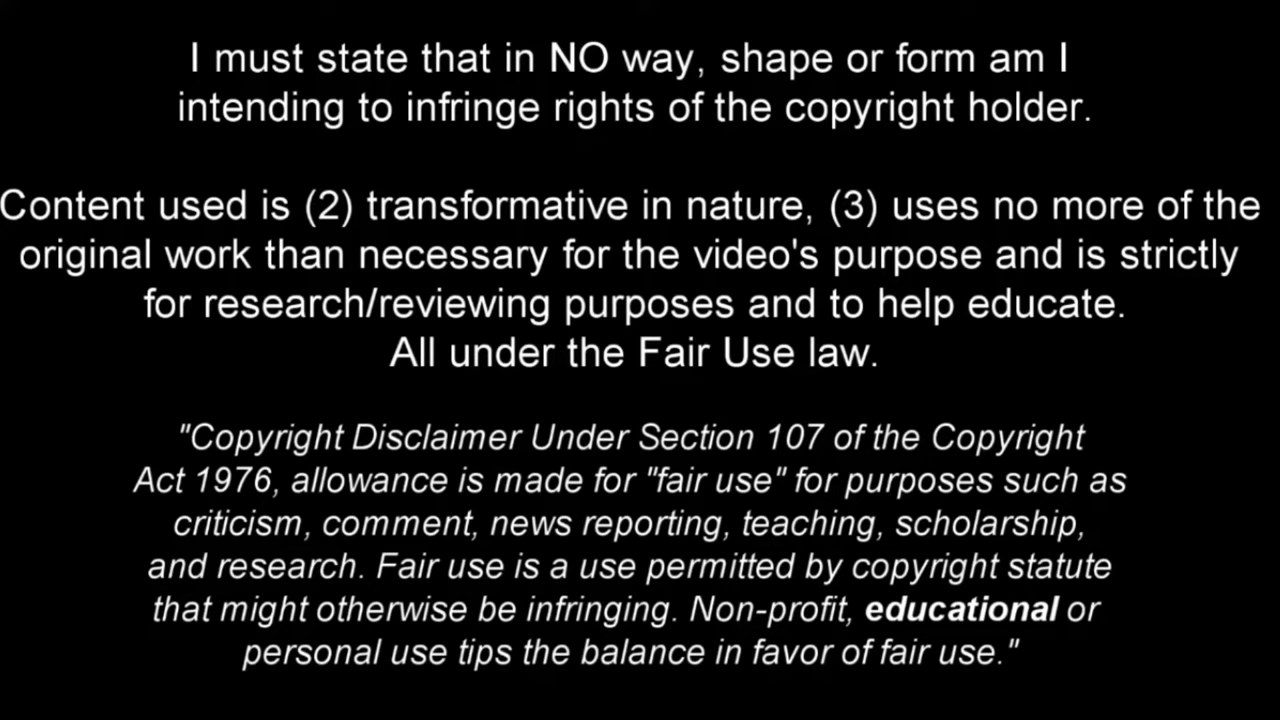 I must state that in NO way, shape or form am I
intending to infringe rights of the copyright holder.
Content used is (2) transformative in nature, (3) uses no more of the
original work than necessary for the video's purpose and is strictly
for research/reviewing purposes and to help educate.
All under the Fair Use law.
"Copyright Disclaimer Under Section 107 of the Copyright
Act 1976, allowance is made for "fair use" for purposes such as
criticism, comment, news reporting, teaching, scholarship,
and research. Fair use is a use permitted by copyright statute
that might otherwise be infringing. Non-profit, educational or
personal use tips the balance in favor of fair use."